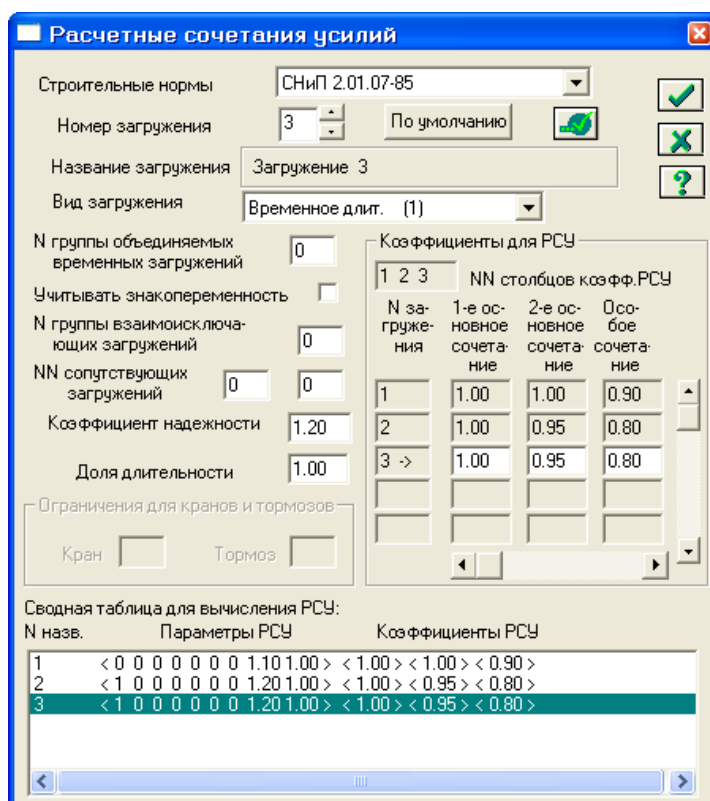 Расчетные сочетания усилий
Строительные нормы СНиП 2.01.07-85
Номер загружения 3 По умолчанию
Название загружения Загружение 3
Вид загружения Временное длит. (1)
N группы объединяемых временных загружений 0
Учитывать знакопеременность
N группы взаимоисключа-
ющих загружений 0
NN сопутствующих загружений 0 0
Коэффициент надежности 1.20
Доля длительности 1.00
Ограничения для кранов и тормозов
Кран Тормоз
Коэффициенты для РСУ
1 2 3 NN столбцов коэфф.РСУ
N за- 1-е ос- 2-е ос- Осо-
груже- новное новное бое
ния сочета- сочета- сочета-
ние ние ние
1 1.00 1.00 0.90
2 1.00 0.95 0.80
3 -> 1.00 0.95 0.80
Сводная таблица для вычисления РСУ:
N назв. Параметры РСУ Коэффициенты РСУ
1 < 0 0 0 0 0 0 0 1.10 1.00 > < 1.00 > < 1.00 > < 0.90 >
2 < 1 0 0 0 0 0 0 1.20 1.00 > < 1.00 > < 0.95 > < 0.80 >
3 < 1 0 0 0 0 0 0 1.20 1.00 > < 1.00 > < 0.95 > < 0.80 >